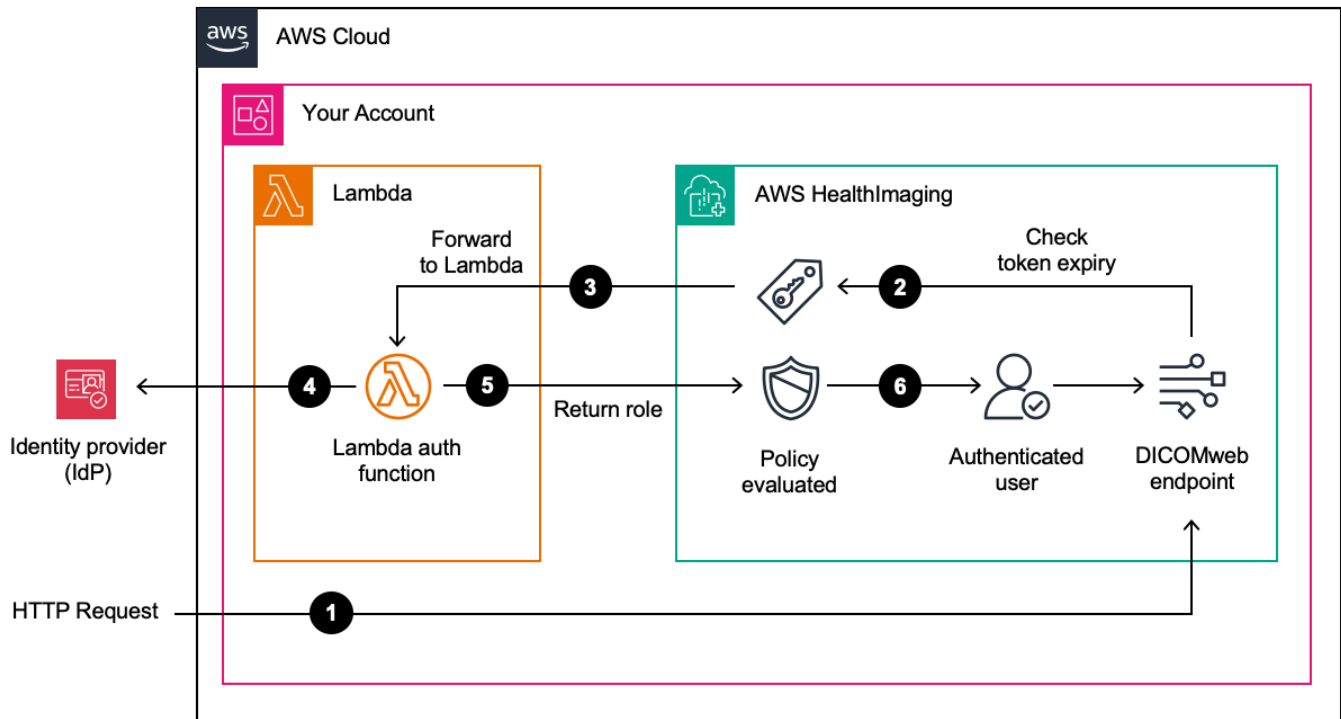 aws
AWS Cloud
Your Account
Lambda
AWS HealthImaging
Forward
to Lambda
3
Check
token expiry
2
4
5
Return role
6
Identity provider
(IdP)
Lambda auth
function
Policy
evaluated
Authenticated
user
DICOMweb
endpoint
HTTP Request
1